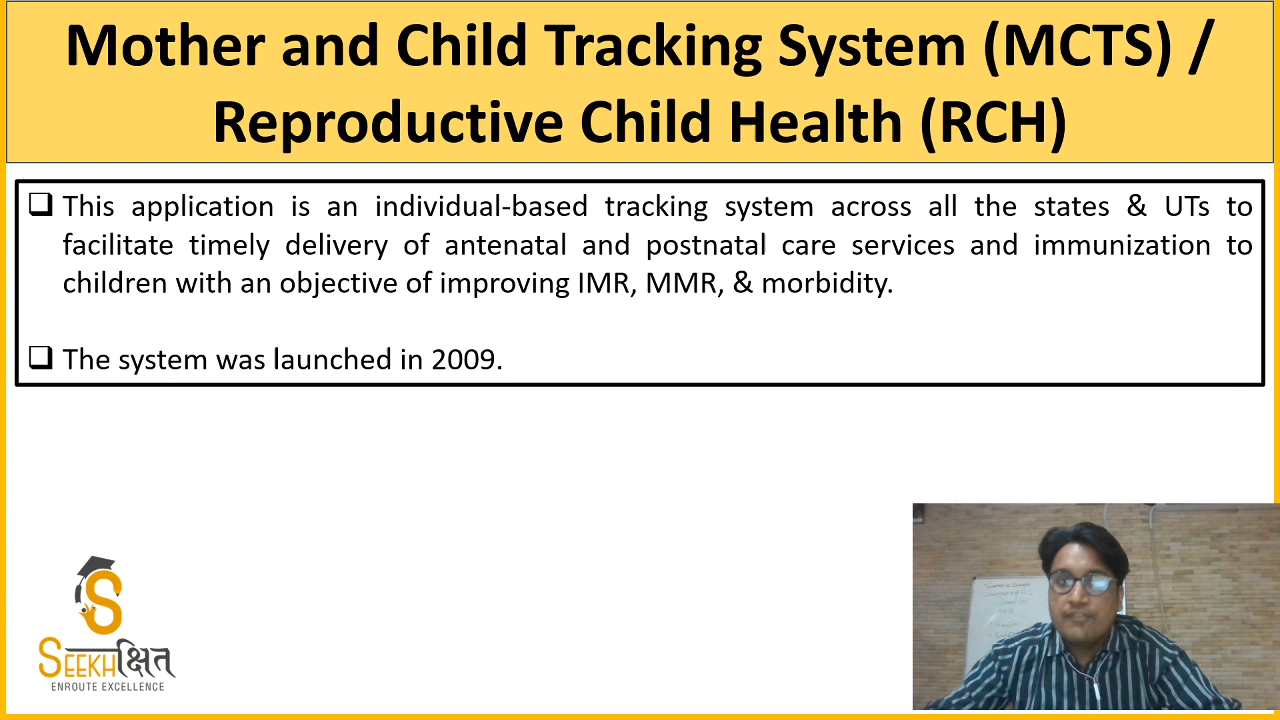 Mother and Child Tracking System (MCTS) /
Reproductive Child Health (RCH)
This application is an individual-based tracking system across all the states & UTs to
facilitate timely delivery of antenatal and postnatal care services and immunization to
children with an objective of improving IMR, MMR, & morbidity.
The system was launched in 2009.
SEEKHक्षित
ENROUTE EXCELLENCE